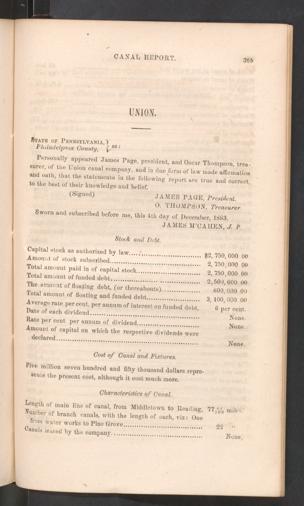 CANAL REPORT. 365
UNION.
STATE OF PENNSYLVANIA, }
Philadelphia County, } ss:
Personally appeared James Page, president, and Oscar Thompson, trea-
surer, of the Union canal company, and in due form of law made affirmation
and oath, that the statements in the following report are true and correct
to the best of their knowledge and belief.
(Signed) JAMES PAGE, President.
O. THOMPSON, Treasurer.
Sworn and subscribed before me, this 4th day of December, 1863.
JAMES M'CAHEN, J. P.
Stock and Debt.
Capital stock as authorized by law $2,750,000 00
Amount of stock subscribed 2,750,000 00
Total amount paid in of capital stock 2,750,000 00
Total amount of funded debt 2,500,000 00
The amount of floating debt, (or thereabouts) 600,000 00
Total amount of floating and funded debt 3,100,000 00
Average rate per cent. per annum of interest on funded debt, 6 per cent.
Date of each dividend None.
Rate per cent per annum of dividend None.
Amount of capital on which the respective dividends were
declared None.
Cost of Canal and Fixtures.
Five million seven hundred and fifty thousand dollars repre-
sents the present cost, although it cost much more.
Characteristics of Canal.
Length of main line of canal, from Middletown to Reading, 77 miles.
Number of branch canals, with the length of each, viz: One
from water works to Pine Grove 22 "
Canals leased by the company None.